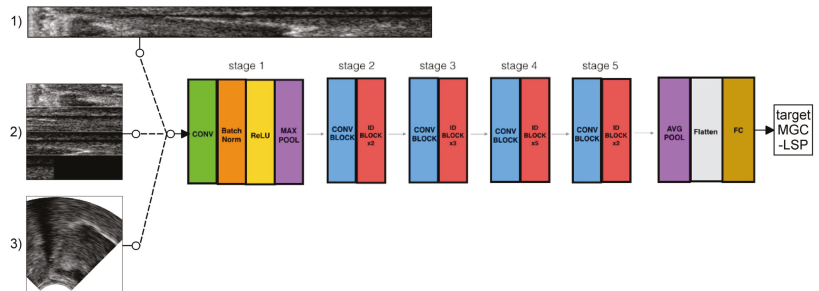 1)
stage 1
stage 2
stage 3
stage 4
stage 5
2)
CONV
Batch
Norm
ReLU
MAX
POOL
CONV
BLOCK
ID
BLOCK
x2
CONV
BLOCK
ID
BLOCK
x3
CONV
BLOCK
ID
BLOCK
x5
CONV
BLOCK
ID
BLOCK
x2
AVG
POOL
Flatten
FC
target
MGC
-LSP
3)